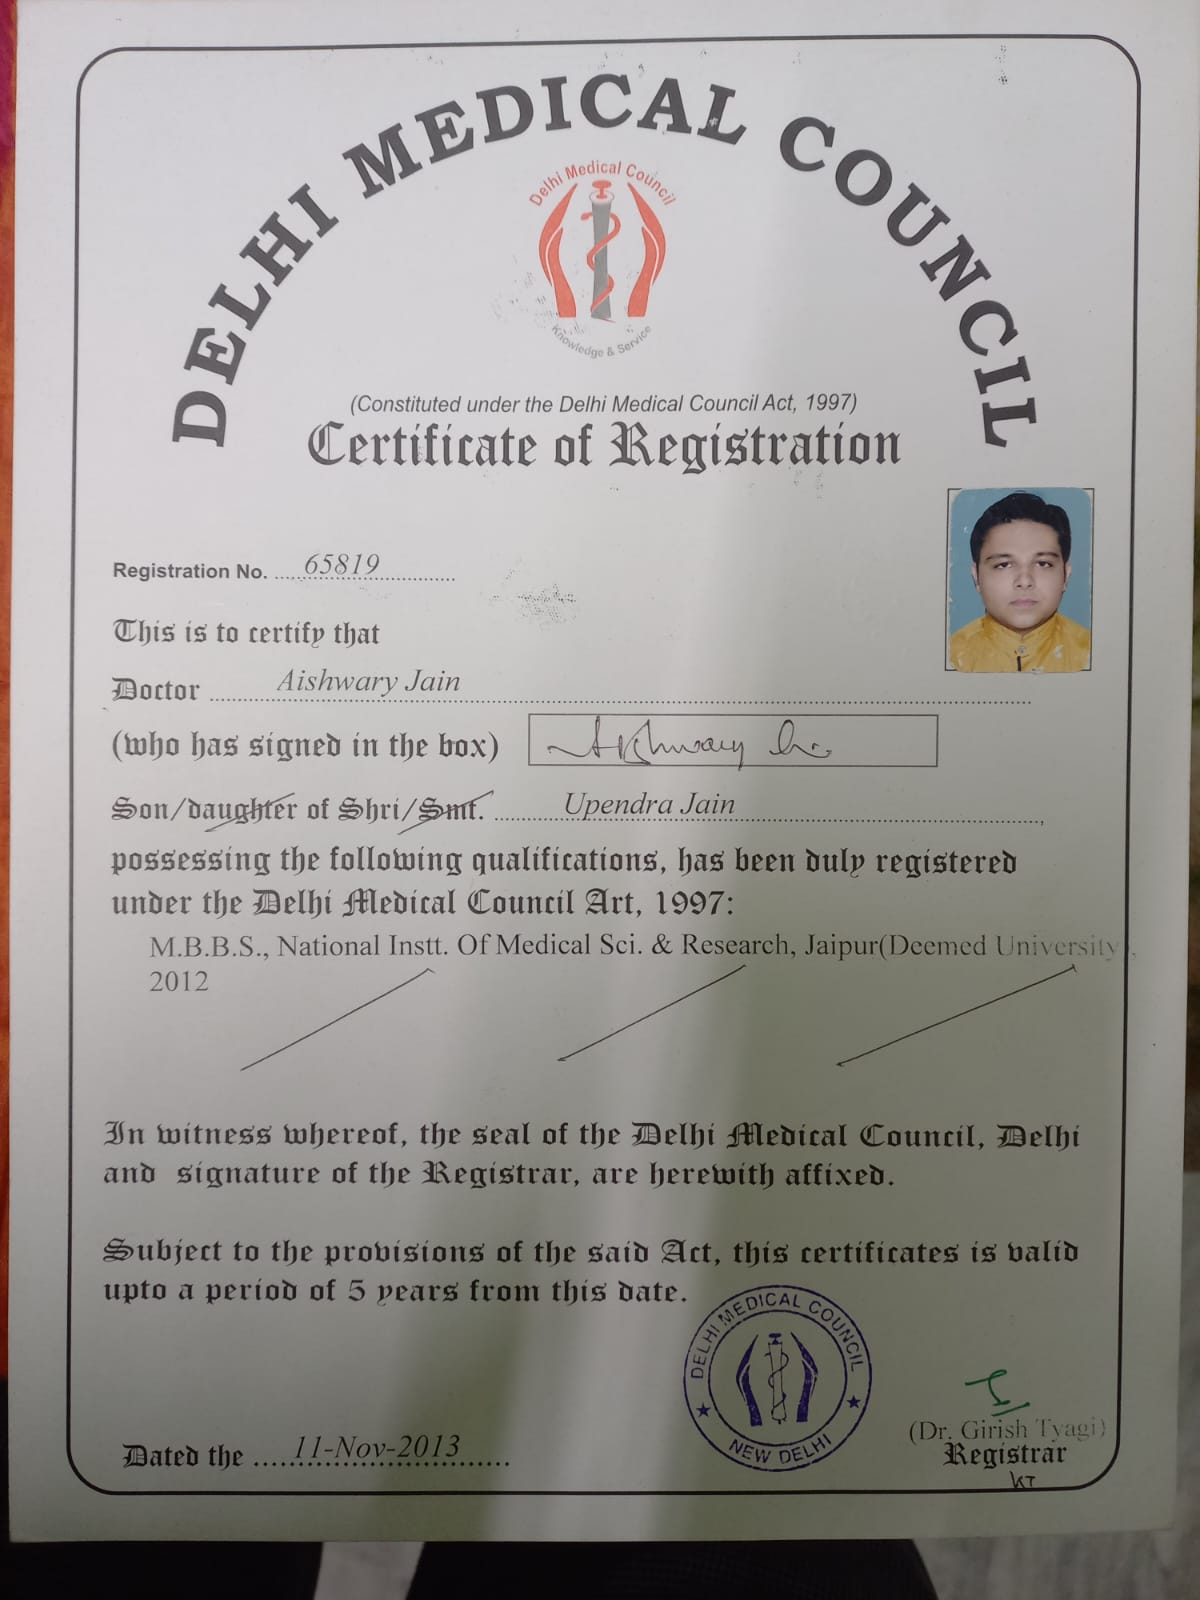 DELHI MEDICAL COUNCIL
Delhi Medical Council
Knowledge & Service
(Constituted under the Delhi Medical Council Act, 1997)
Certificate of Registration
Registration No. ....65819....................
This is to certify that
Doctor ..........Aishwary Jain..........
(who has signed in the box) Aishwary
Son/daughter of Shri/Smt. ..........Upendra Jain..........,
possessing the following qualifications, has been duly registered
under the Delhi Medical Council Art, 1997:
M.B.B.S., National Instt. Of Medical Sci. & Research, Jaipur(Deemed University),
2012
In witness whereof, the seal of the Delhi Medical Council, Delhi
and signature of the Registrar, are herewith affixed.
Subject to the provisions of the said Act, this certificates is valid
upto a period of 5 years from this date.
DELHI MEDICAL COUNCIL
★ NEW DELHI ★
(Dr. Girish Tyagi)
Registrar
KT
Dated the ....11-Nov-2013..........